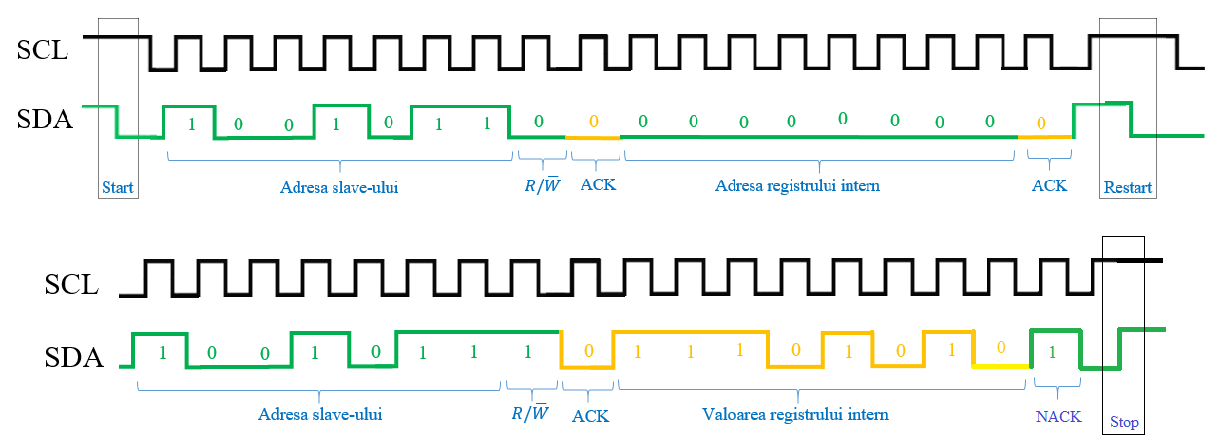 SCL
SDA
1 0 0 1 0 1 1 0 0 0 0 0 0 0 0 0 0 0
Start
Adresa slave-ului
R/W̅
ACK
Adresa registrului intern
ACK
Restart
SCL
SDA
1 0 0 1 0 1 1 1 0 1 1 1 0 1 0 1 0 1
Adresa slave-ului
R/W̅
ACK
Valoarea registrului intern
NACK
Stop